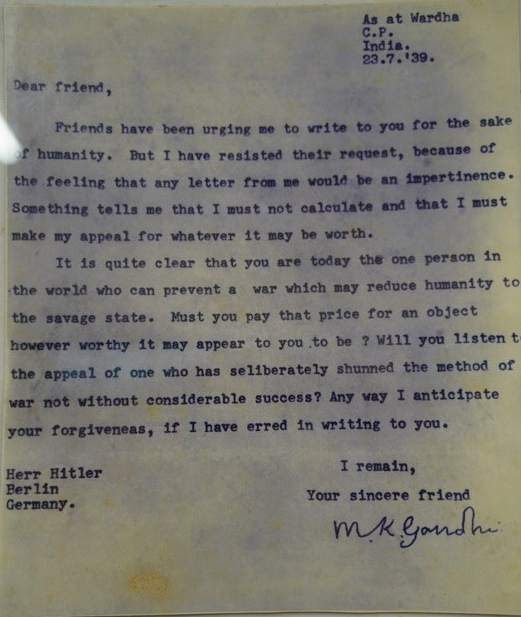 As at Wardha
C.P.
India.
23.7.'39.
Dear friend,
Friends have been urging me to write to you for the sake
of humanity. But I have resisted their request, because of
the feeling that any letter from me would be an impertinence.
Something tells me that I must not calculate and that I must
make my appeal for whatever it may be worth.
It is quite clear that you are today the one person in
the world who can prevent a war which may reduce humanity to
the savage state. Must you pay that price for an object
however worthy it may appear to you to be ? Will you listen t
the appeal of one who has seliberately shunned the method of
war not without considerable success? Any way I anticipate
your forgiveneas, if I have erred in writing to you.
I remain,
Your sincere friend
M.K.Gandhi
Herr Hitler
Berlin
Germany.